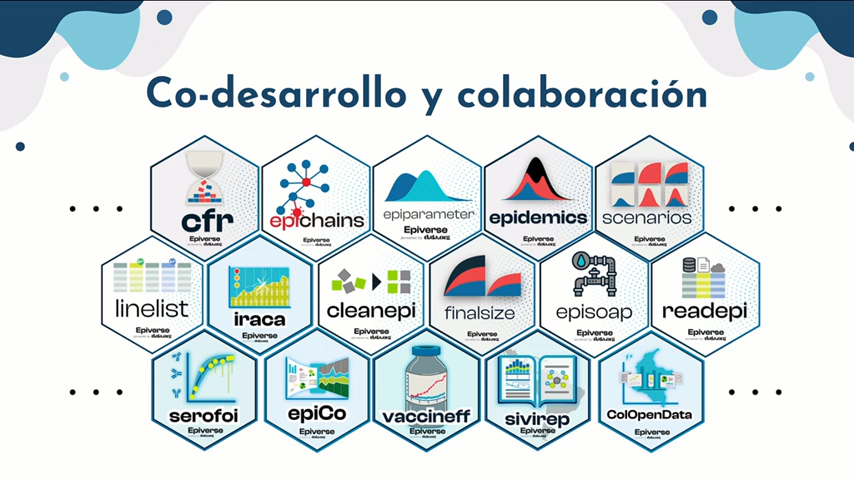 Co-desarrollo y colaboración
cfr
Epiverse
epichains
Epiverse
epiparameter
Epiverse
epidemics
Epiverse
scenarios
Epiverse
linelist
Epiverse
iraca
Epiverse
cleanepi
Epiverse
finalsize
Epiverse
episoap
Epiverse
readepi
Epiverse
serofoi
Epiverse
epiCo
Epiverse
vaccineff
Epiverse
sivirep
Epiverse
ColOpenData
Epiverse